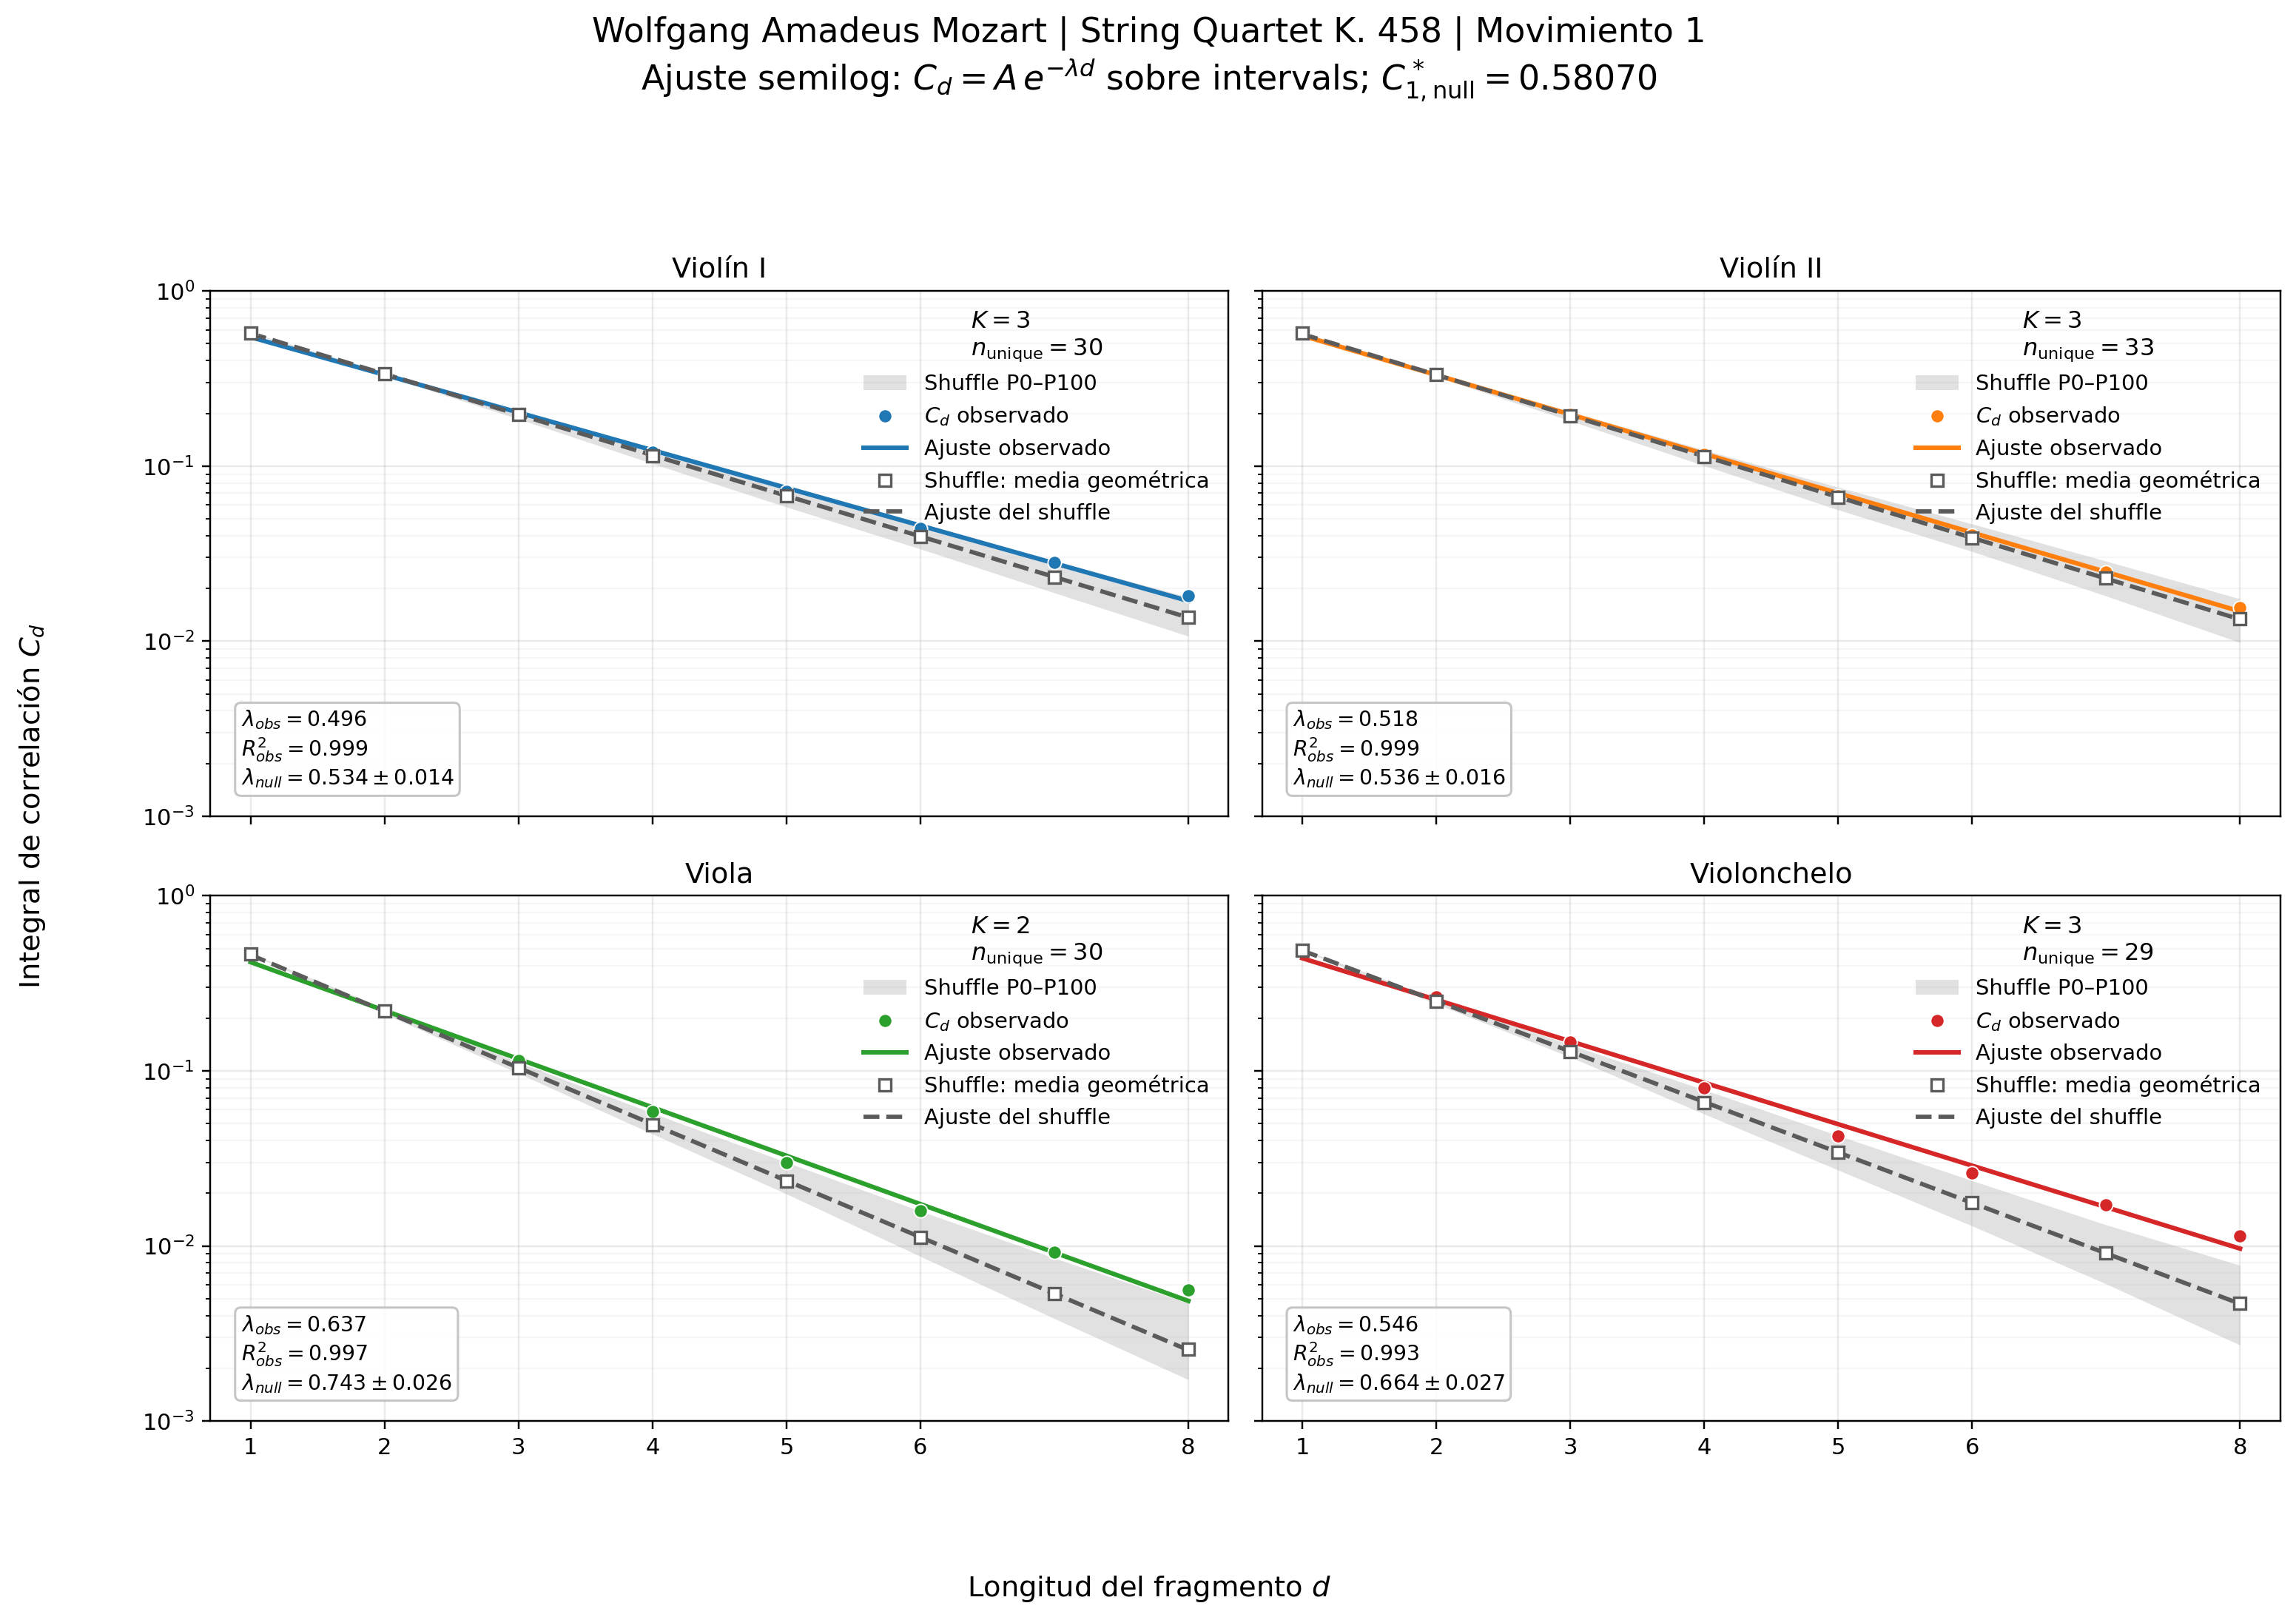 Wolfgang Amadeus Mozart | String Quartet K. 458 | Movimiento 1
Ajuste semilog: C_d = A e^{−λd} sobre intervals; C^*_{1,null} = 0.58070
Integral de correlación C_d
Violín I
10^0
10^{−1}
10^{−2}
10^{−3}
K = 3
n_unique = 30
Shuffle P0–P100
C_d observado
Ajuste observado
Shuffle: media geométrica
Ajuste del shuffle
λ_obs = 0.496
R^2_obs = 0.999
λ_null = 0.534 ± 0.014
Violín II
K = 3
n_unique = 33
Shuffle P0–P100
C_d observado
Ajuste observado
Shuffle: media geométrica
Ajuste del shuffle
λ_obs = 0.518
R^2_obs = 0.999
λ_null = 0.536 ± 0.016
Viola
10^0
10^{−1}
10^{−2}
10^{−3}
K = 2
n_unique = 30
Shuffle P0–P100
C_d observado
Ajuste observado
Shuffle: media geométrica
Ajuste del shuffle
λ_obs = 0.637
R^2_obs = 0.997
λ_null = 0.743 ± 0.026
1 2 3 4 5 6 8
Violonchelo
K = 3
n_unique = 29
Shuffle P0–P100
C_d observado
Ajuste observado
Shuffle: media geométrica
Ajuste del shuffle
λ_obs = 0.546
R^2_obs = 0.993
λ_null = 0.664 ± 0.027
1 2 3 4 5 6 8
Longitud del fragmento d